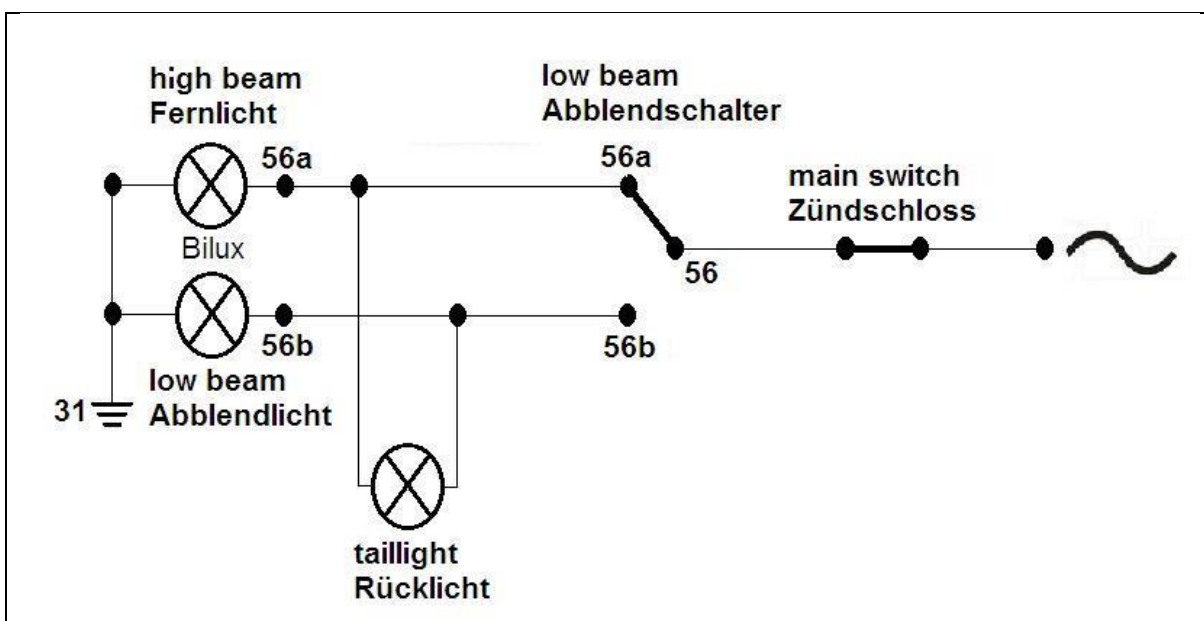 high beam
Fernlicht
56a
Bilux
low beam
Abblendschalter
56a
main switch
Zündschloss
56
56b
56b
low beam
Abblendlicht
31
taillight
Rücklicht